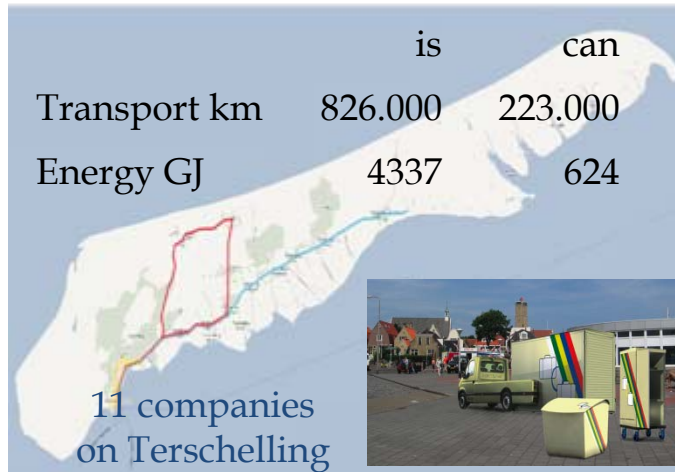 is can
Transport km 826.000 223.000
Energy GJ 4337 624
11 companies
on Terschelling